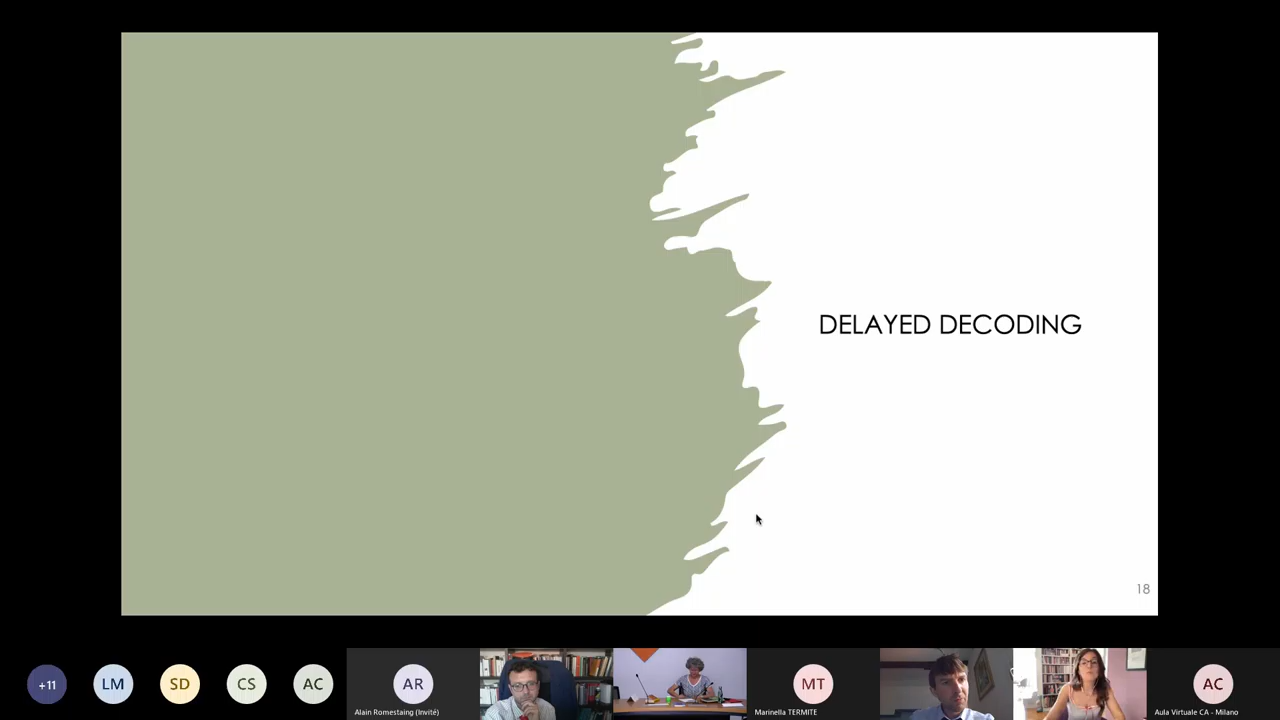 DELAYED DECODING
18
+11
LM
SD
CS
AC
AR
Alain Romestaing (Invité)
MT
Marinella TERMITE
AC
Aula Virtuale CA - Milano